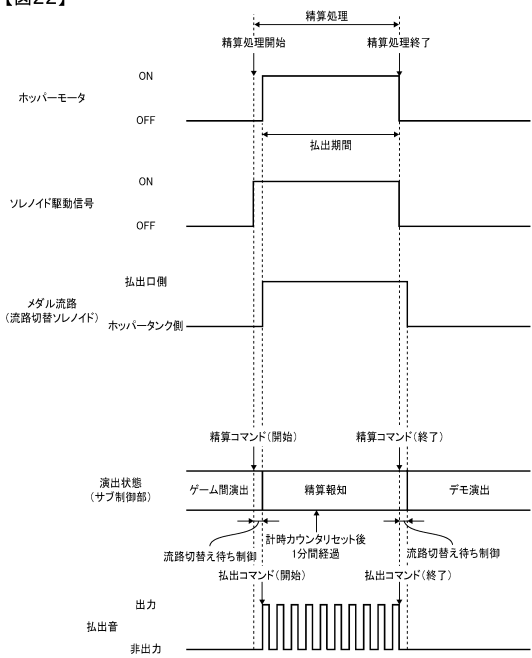 【図22】
精算処理
精算処理開始
精算処理終了
ON
ホッパーモータ
OFF
払出期間
ON
ソレノイド駆動信号
OFF
払出口側
メダル流路
(流路切替ソレノイド)
ホッパータンク側
精算コマンド(開始)
精算コマンド(終了)
演出状態
(サブ制御部)
ゲーム間演出
精算報知
デモ演出
流路切替え待ち制御
計時カウンタリセット後
1分間経過
流路切替え待ち制御
払出コマンド(開始)
払出コマンド(終了)
出力
払出音
非出力